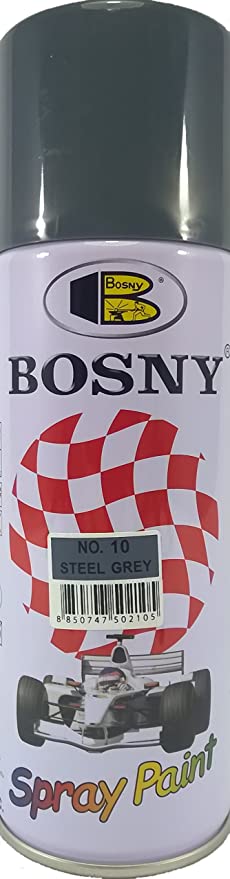 BOSNY
BOSNY®
NO. 10
STEEL GREY
8 850747 502105
Spray Paint